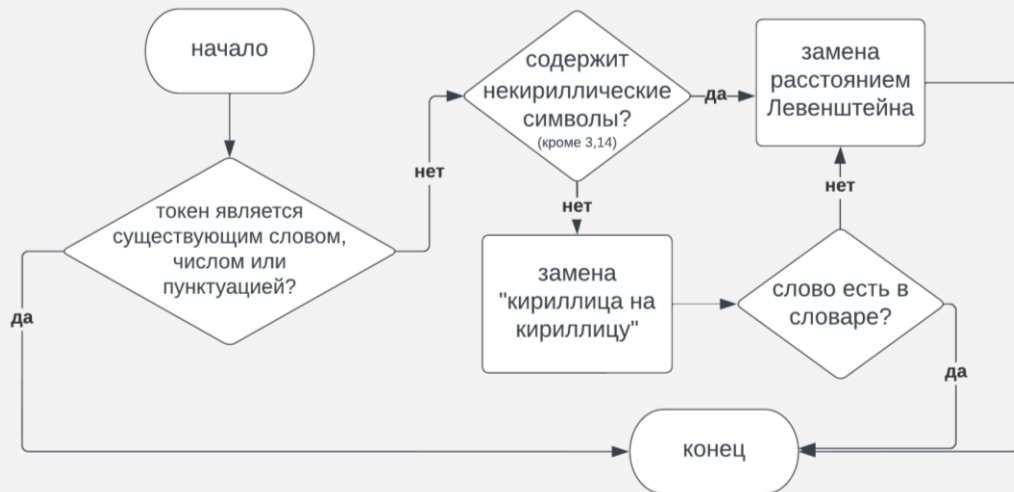 начало
токен является
существующим словом,
числом или
пунктуацией?
да
нет
содержит
некириллические
символы?
(кроме 3,14)
да
нет
замена
расстоянием
Левенштейна
замена
"кириллица на
кириллицу"
слово есть в
словаре?
нет
да
конец